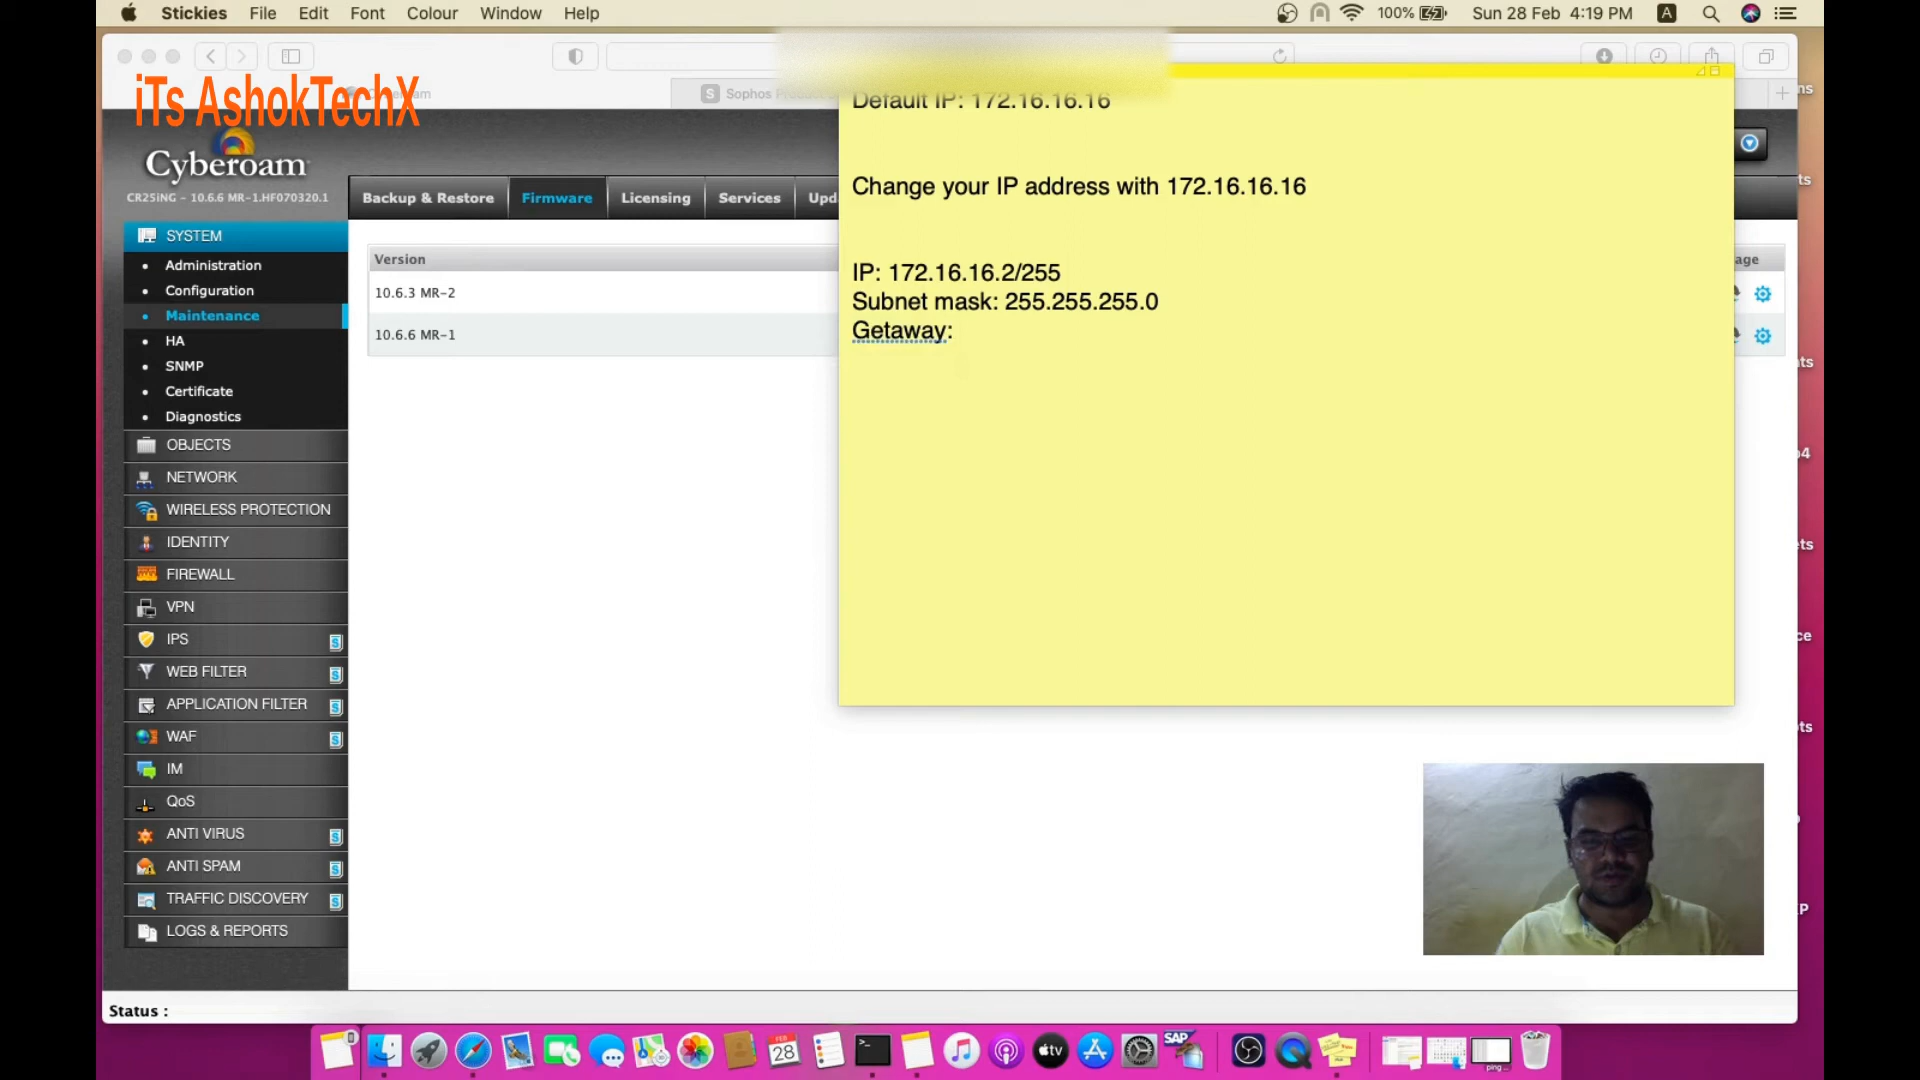 Stickies File Edit Font Colour Window Help 100% Sun 28 Feb 4:19 PM A
iTs AshokTechX
Sophos
Cyberoam
CR25iNG - 10.6.6 MR-1.HF070320.1
Backup & Restore Firmware Licensing Services Upd
SYSTEM
Administration
Configuration
Maintenance
HA
SNMP
Certificate
Diagnostics
OBJECTS
NETWORK
WIRELESS PROTECTION
IDENTITY
FIREWALL
VPN
IPS
WEB FILTER
APPLICATION FILTER
WAF
IM
QoS
ANTI VIRUS
ANTI SPAM
TRAFFIC DISCOVERY
LOGS & REPORTS
Version
10.6.3 MR-2
10.6.6 MR-1
Default IP: 172.16.16.16
Change your IP address with 172.16.16.16
IP: 172.16.16.2/255
Subnet mask: 255.255.255.0
Getaway:
Status :
FEB
28
tv
SAP